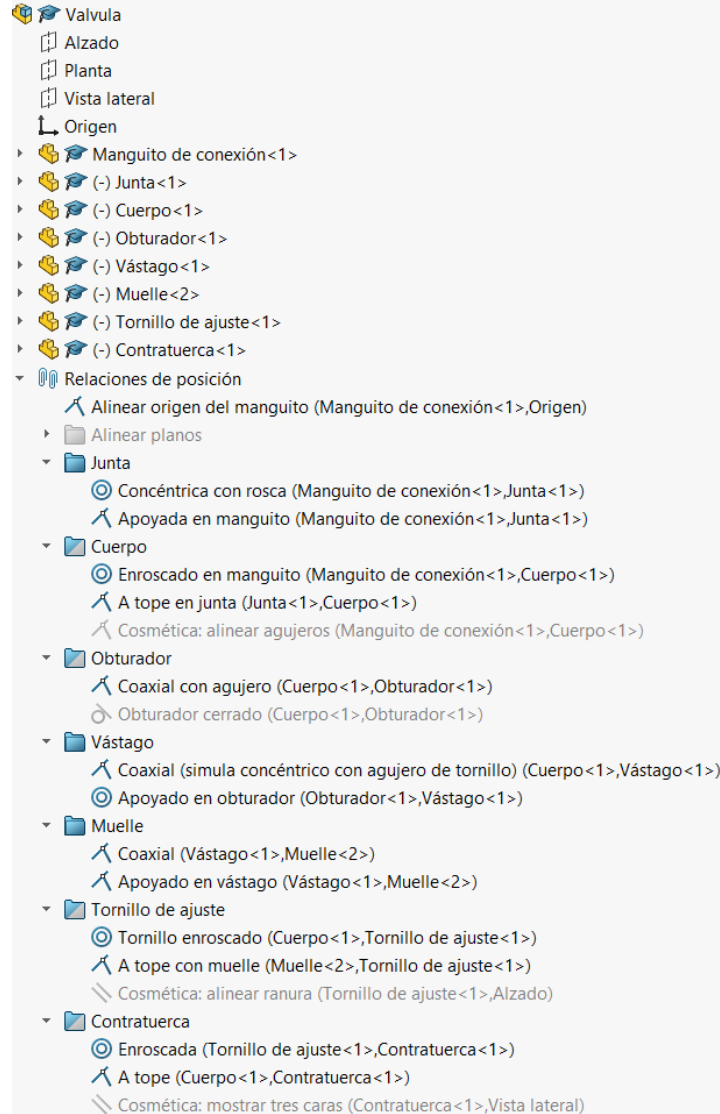 Valvula
Alzado
Planta
Vista lateral
Origen
Manguito de conexión<1>
(-) Junta<1>
(-) Cuerpo<1>
(-) Obturador<1>
(-) Vástago<1>
(-) Muelle<2>
(-) Tornillo de ajuste<1>
(-) Contratuerca<1>
Relaciones de posición
Alinear origen del manguito (Manguito de conexión<1>,Origen)
Alinear planos
Junta
Concéntrica con rosca (Manguito de conexión<1>,Junta<1>)
Apoyada en manguito (Manguito de conexión<1>,Junta<1>)
Cuerpo
Enroscado en manguito (Manguito de conexión<1>,Cuerpo<1>)
A tope en junta (Junta<1>,Cuerpo<1>)
Cosmética: alinear agujeros (Manguito de conexión<1>,Cuerpo<1>)
Obturador
Coaxial con agujero (Cuerpo<1>,Obturador<1>)
Obturador cerrado (Cuerpo<1>,Obturador<1>)
Vástago
Coaxial (simula concéntrico con agujero de tornillo) (Cuerpo<1>,Vástago<1>)
Apoyado en obturador (Obturador<1>,Vástago<1>)
Muelle
Coaxial (Vástago<1>,Muelle<2>)
Apoyado en vástago (Vástago<1>,Muelle<2>)
Tornillo de ajuste
Tornillo enroscado (Cuerpo<1>,Tornillo de ajuste<1>)
A tope con muelle (Muelle<2>,Tornillo de ajuste<1>)
Cosmética: alinear ranura (Tornillo de ajuste<1>,Alzado)
Contratuerca
Enroscada (Tornillo de ajuste<1>,Contratuerca<1>)
A tope (Cuerpo<1>,Contratuerca<1>)
Cosmética: mostrar tres caras (Contratuerca<1>,Vista lateral)